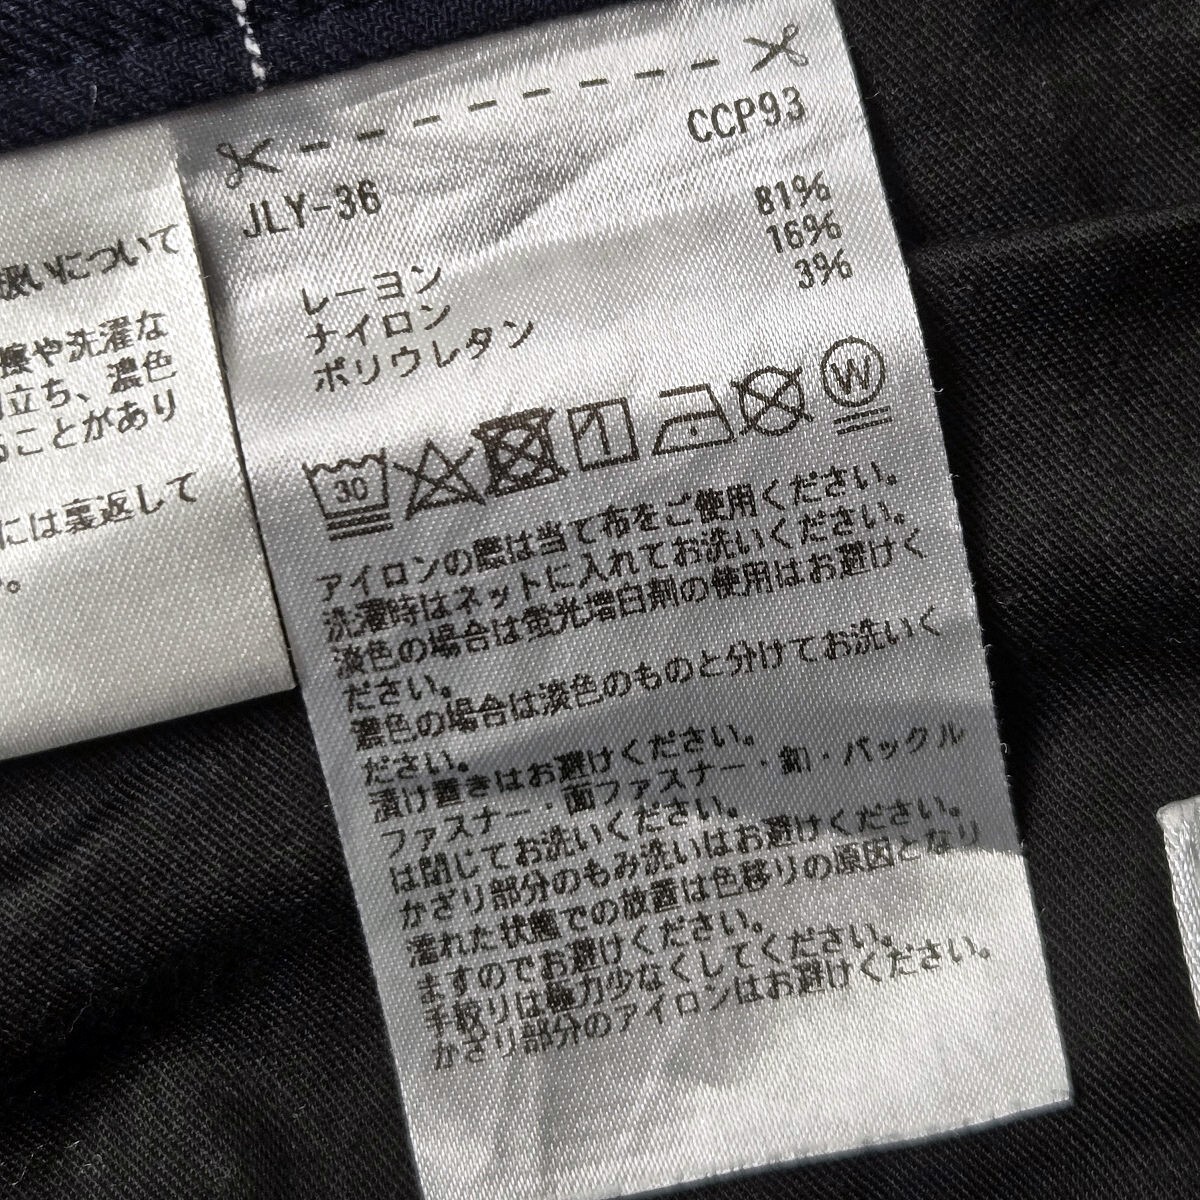 扱いについて
擦や洗濯な
立ち、濃色
ことがあり
には裏返して
JLY-36 CCP93
レーヨン 81%
ナイロン 16%
ポリウレタン 3%
30 W
アイロンの際は当て布をご使用ください。
洗濯時はネットに入れてお洗いください。
淡色の場合は蛍光増白剤の使用はお避けく
ださい。
濃色の場合は淡色のものと分けてお洗いく
ださい。
漬け置きはお避けください。
ファスナー・面ファスナー・釦・バックル
は閉じてお洗いください。
かざり部分のもみ洗いはお避けください。
濡れた状態での放置は色移りの原因となり
ますのでお避けください。
手絞りは極力少なくしてください。
かざり部分のアイロンはお避けください。